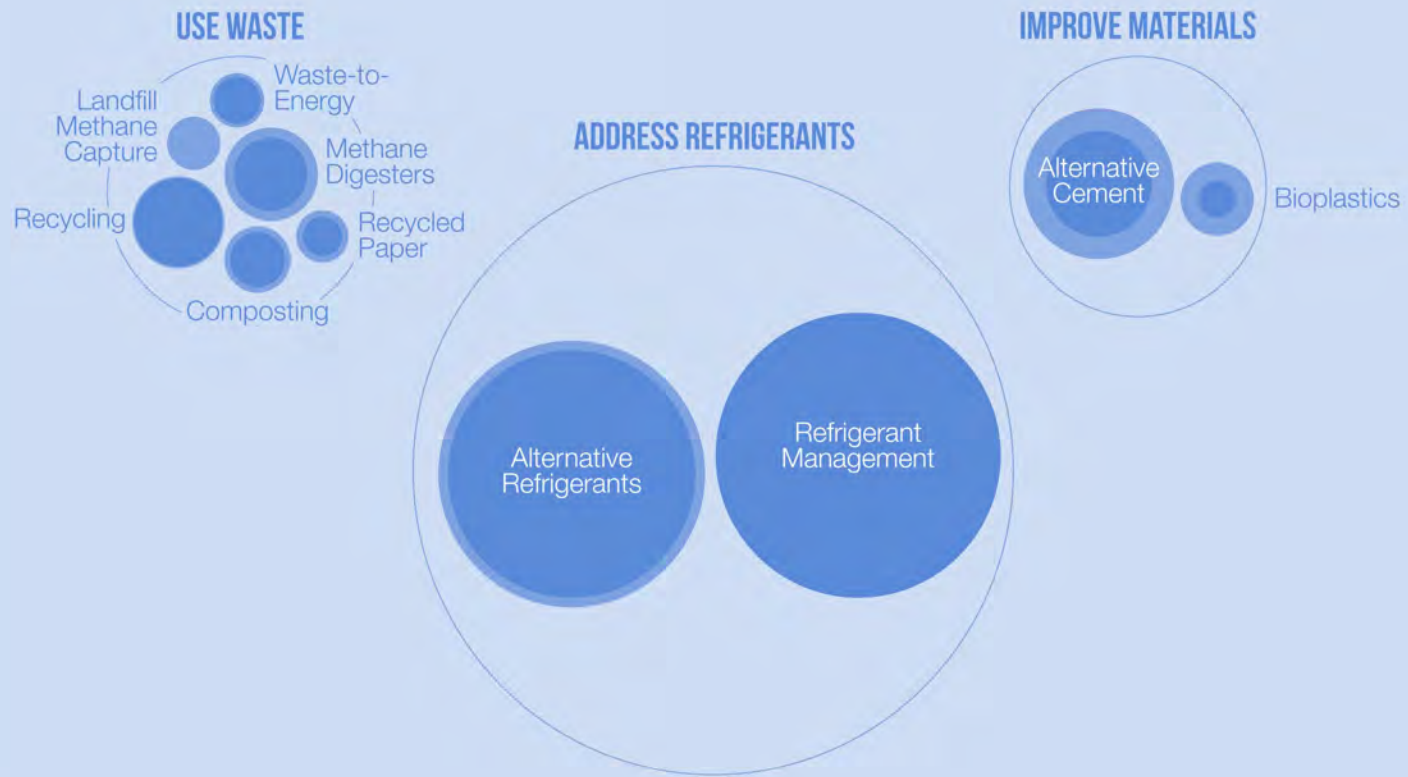 USE WASTE
Waste-to-
Energy
Landfill
Methane
Capture
Methane
Digesters
Recycling
Recycled
Paper
Composting
ADDRESS REFRIGERANTS
Alternative
Refrigerants
Refrigerant
Management
IMPROVE MATERIALS
Alternative
Cement
Bioplastics